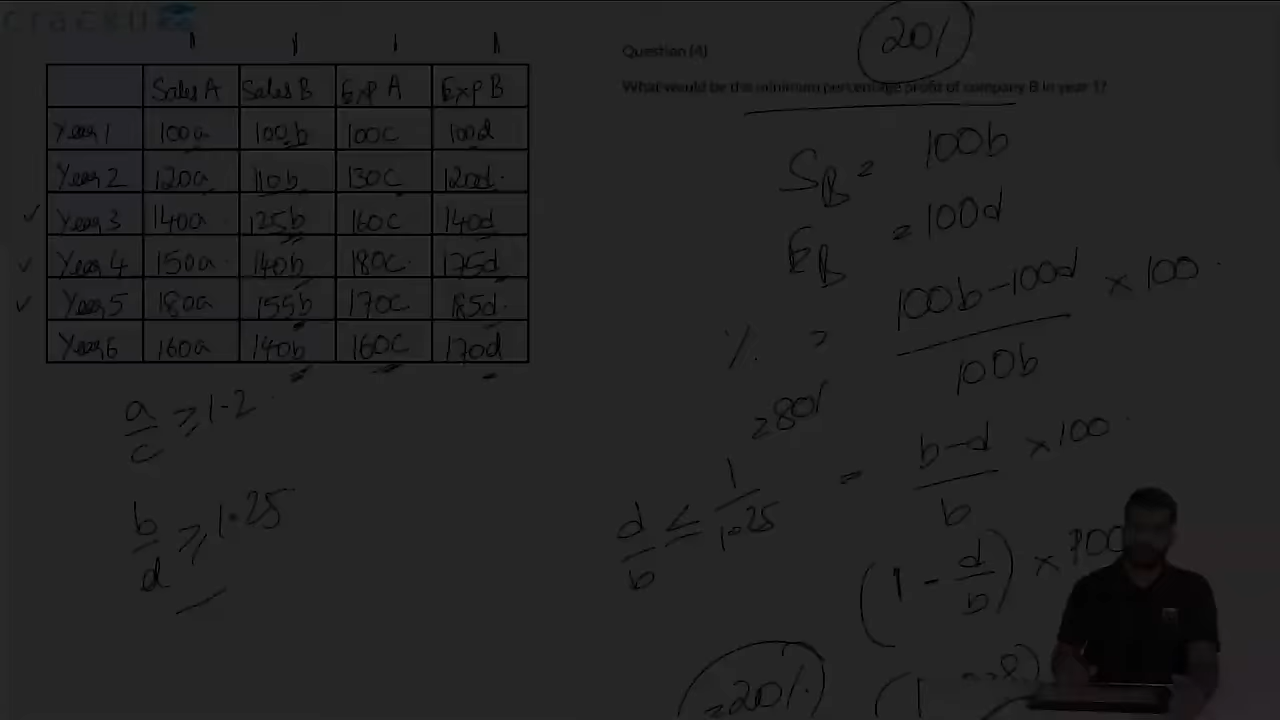 cracku
Sales A Sales B Exp A Exp B
Year 1 100a 100b 100c 100d
Year 2 120a 110b 130c 120d
Year 3 140a 125b 160c 140d
Year 4 150a 140b 180c 175d
Year 5 180a 155b 170c 185d
Year 6 160a 140b 160c 170d
a/c ≥ 1.2
b/d ≥ 1.25
20%
Question (4)
What would be the minimum percentage profit of company B in year 1?
S_B = 100b
E_B = 100d
% = (100b-100d)/100b × 100
= 80%
d/b ≤ 1/1.25
= (b-d)/b × 100
(1 - d/b) × 100
(1
= 20%